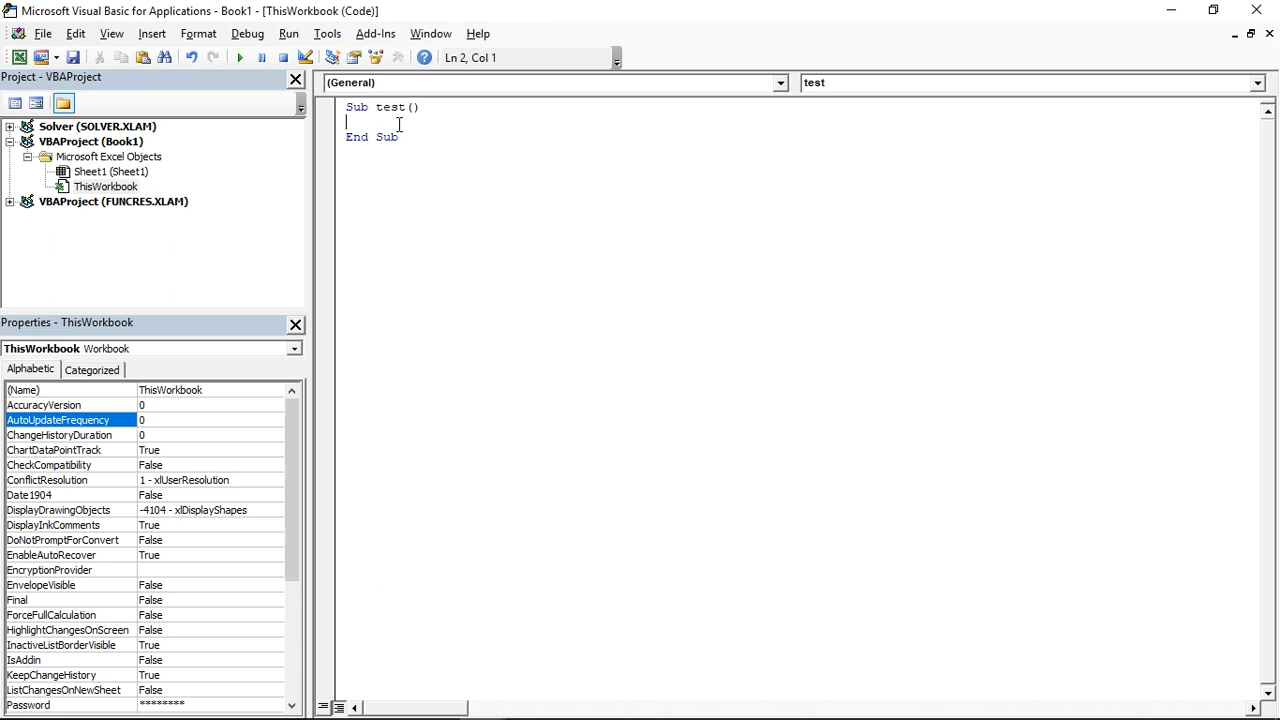 Microsoft Visual Basic for Applications - Book1 - [ThisWorkbook (Code)]
File Edit View Insert Format Debug Run Tools Add-Ins Window Help
Ln 2, Col 1
Project - VBAProject
(General) test
Solver (SOLVER.XLAM)
VBAProject (Book1)
Microsoft Excel Objects
Sheet1 (Sheet1)
ThisWorkbook
VBAProject (FUNCRES.XLAM)
Sub test()
End Sub
Properties - ThisWorkbook
ThisWorkbook Workbook
Alphabetic Categorized
(Name) ThisWorkbook
AccuracyVersion 0
AutoUpdateFrequency 0
ChangeHistoryDuration 0
ChartDataPointTrack True
CheckCompatibility False
ConflictResolution 1 - xlUserResolution
Date1904 False
DisplayDrawingObjects -4104 - xlDisplayShapes
DisplayInkComments True
DoNotPromptForConvert False
EnableAutoRecover True
EncryptionProvider
EnvelopeVisible False
Final False
ForceFullCalculation False
HighlightChangesOnScreen False
InactiveListBorderVisible True
IsAddin False
KeepChangeHistory True
ListChangesOnNewSheet False
Password ********